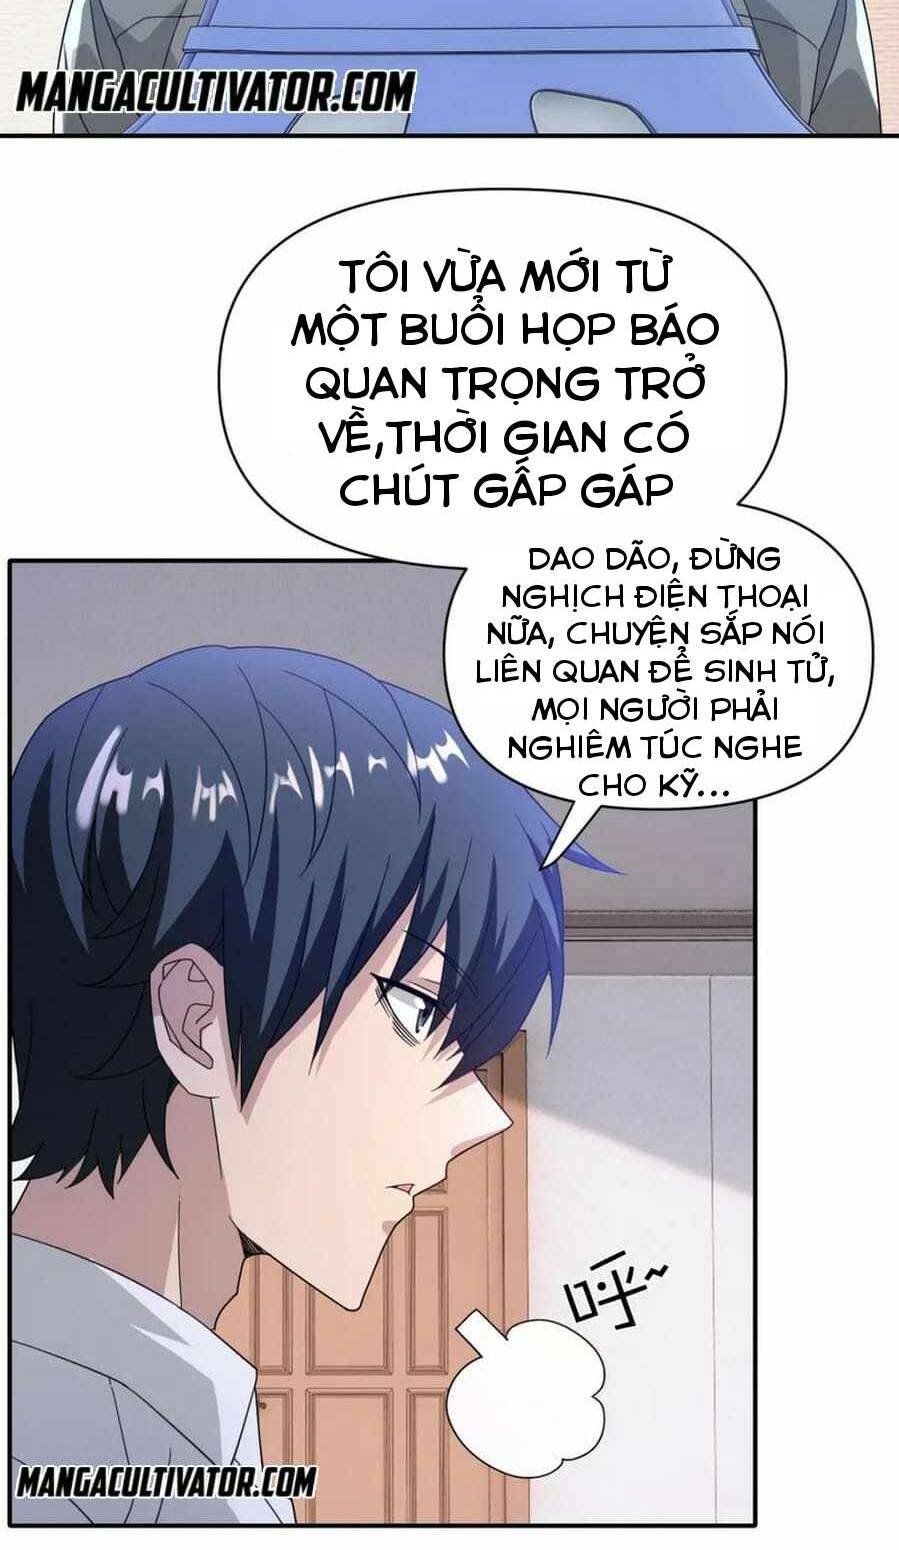 MANGACULTIVATOR.COM
TÔI VỪA MỚI TỪ
MỘT BUỔI HỌP BÁO
QUAN TRỌNG TRỞ
VỀ,THỜI GIAN CÓ
CHÚT GẤP GÁP
DAO DÃO, ĐỪNG
NGHỊCH ĐIỆN THOẠI
NỮA, CHUYỆN SẮP NÓI
LIÊN QUAN ĐỂ SINH TỬ,
MỌI NGƯỜI PHẢI
NGHIÊM TÚC NGHE
CHO KỸ...
呼~
MANGACULTIVATOR.COM